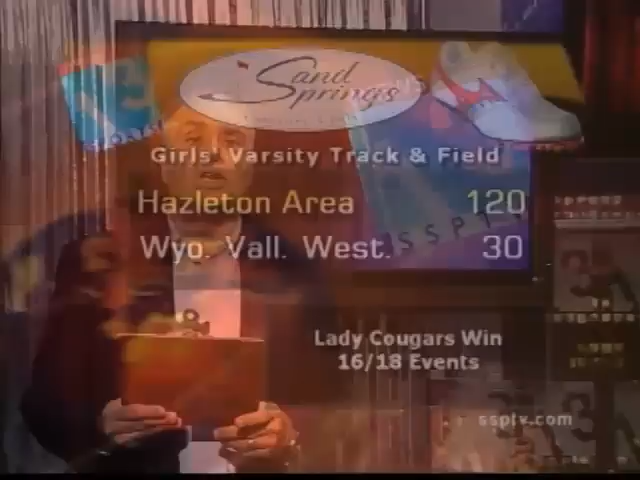 Sand
Springs
Girls' Varsity Track & Field
Hazleton Area 120
Wyo. Vall. West. 30
SSPTV
Lady Cougars Win
16/18 Events
ssptv.com